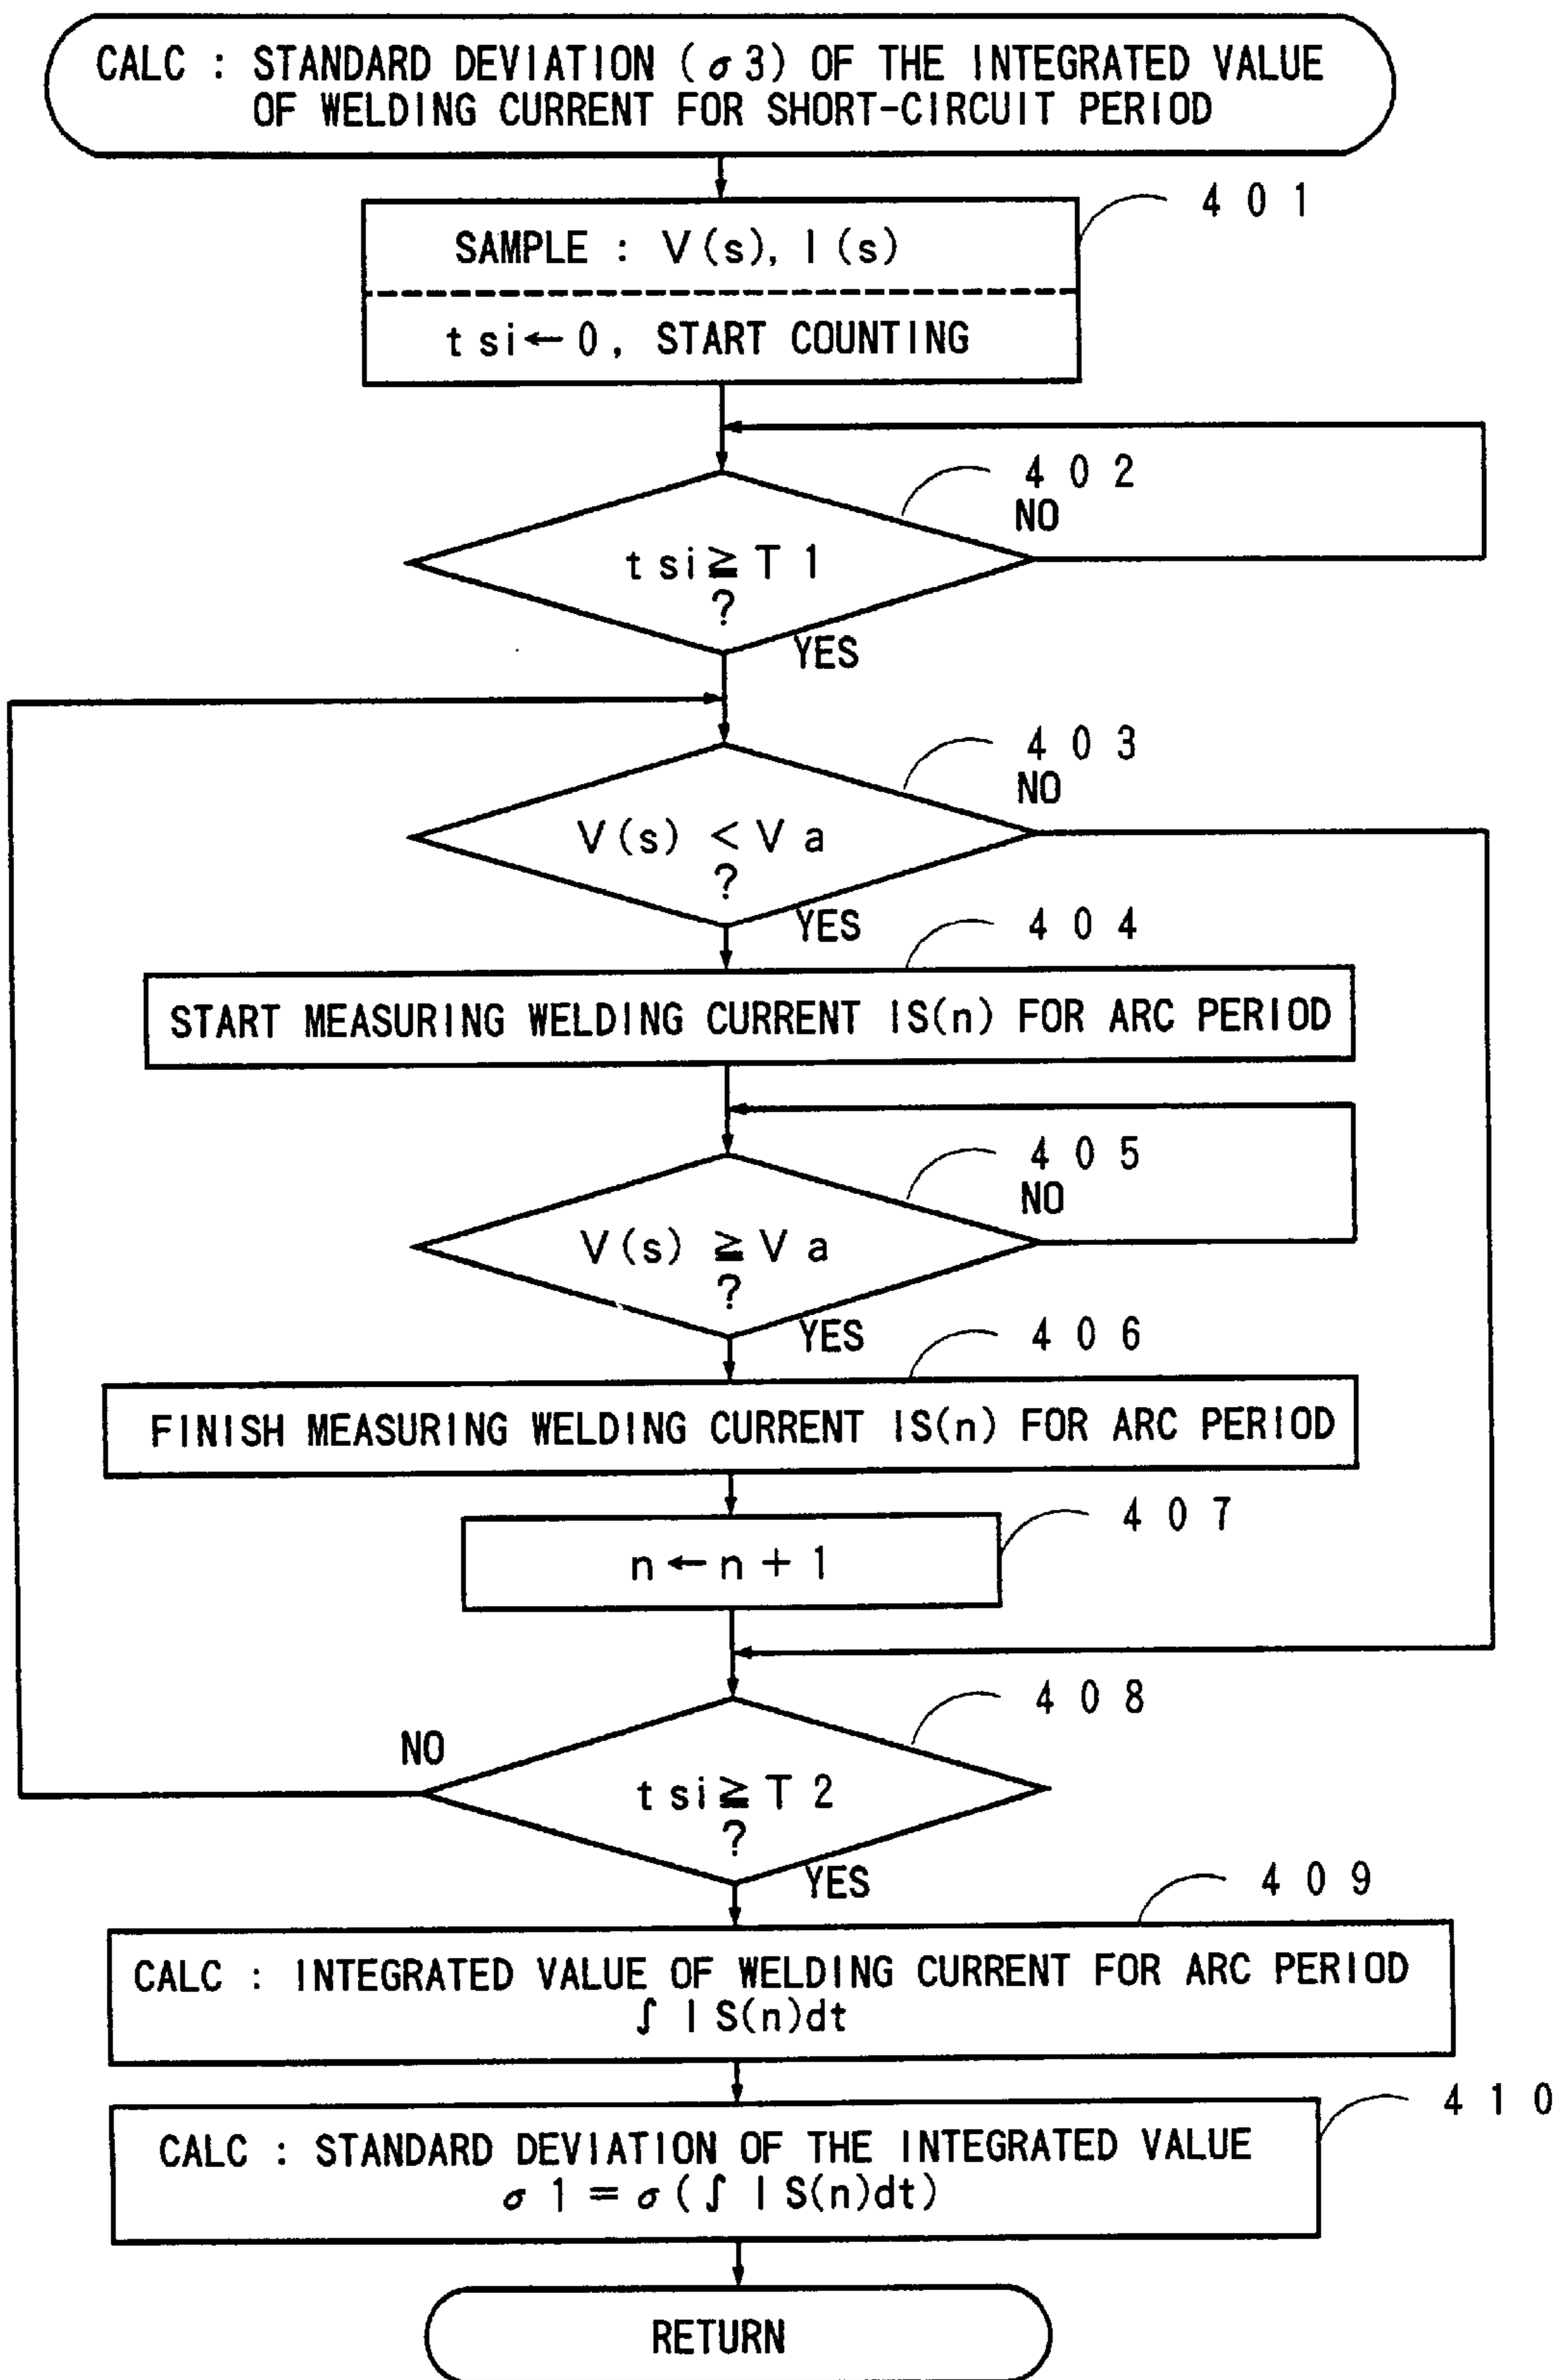 CALC : STANDARD DEVIATION (σ3) OF THE INTEGRATED VALUE
OF WELDING CURRENT FOR SHORT-CIRCUIT PERIOD
401
SAMPLE : V(s), I(s)
tsi←0, START COUNTING
402
NO
tsi≧T1
?
YES
403
NO
V(s) < Va
?
YES
404
START MEASURING WELDING CURRENT IS(n) FOR ARC PERIOD
405
NO
V(s) ≧ Va
?
YES
406
FINISH MEASURING WELDING CURRENT IS(n) FOR ARC PERIOD
407
n←n+1
408
NO
tsi≧T2
?
YES
409
CALC : INTEGRATED VALUE OF WELDING CURRENT FOR ARC PERIOD
∫IS(n)dt
410
CALC : STANDARD DEVIATION OF THE INTEGRATED VALUE
σ1=σ(∫IS(n)dt)
RETURN